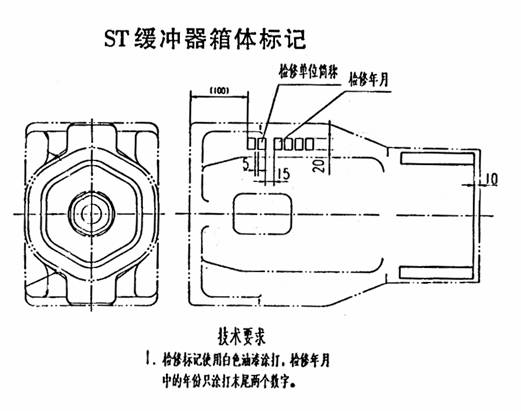 ST缓冲器箱体标记
检修单位简称
检修年月
(100)
5
15
20
10
技术要求
1. 检修标记使用白色油漆涂打，检修年月
中的年份只涂打末尾两个数字。